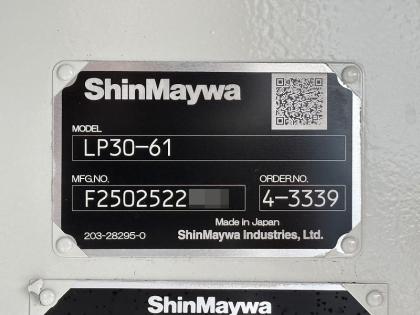 ShinMaywa
MODEL
LP30-61
MFG.NO. ORDER.NO.
F2502522 4-3339
Made in Japan
203-28295-0 ShinMaywa Industries, Ltd.
ShinMaywa